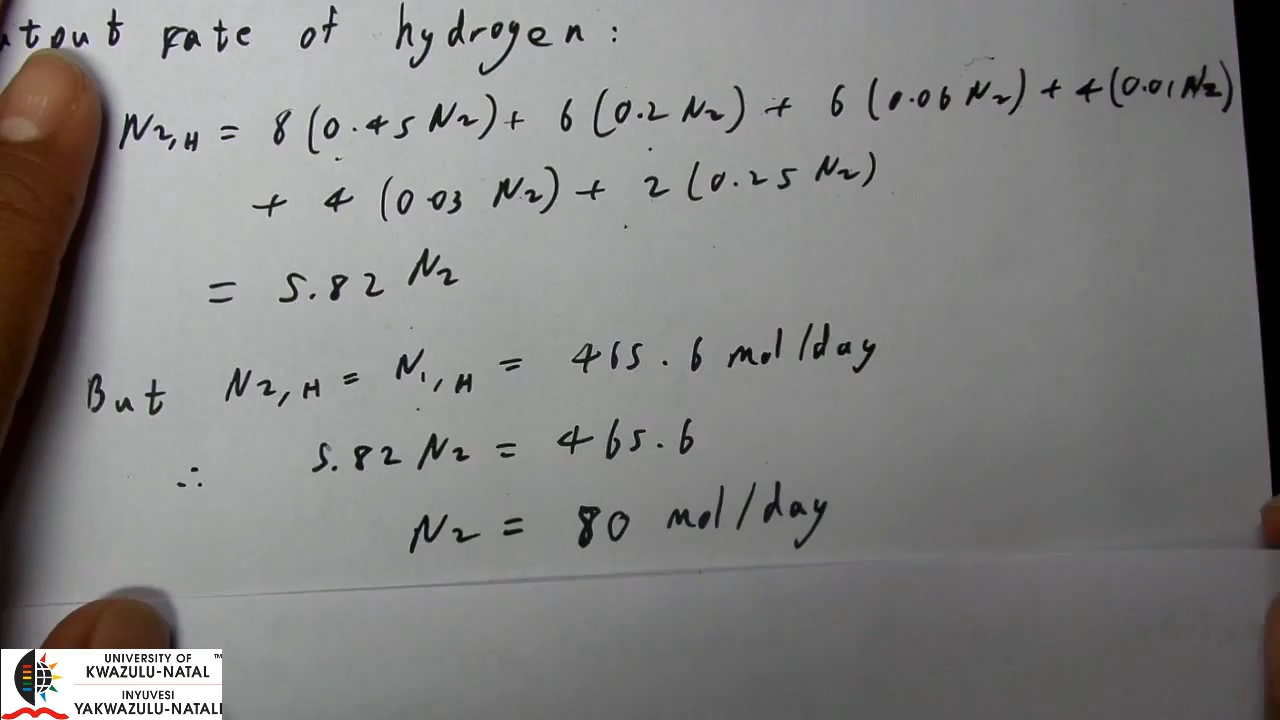 tout rate of hydrogen:
N2,H = 8(0.45 N2) + 6(0.2 N2) + 6(0.06 N2) + 4(0.01 N2)
+ 4(0.03 N2) + 2(0.25 N2)
= 5.82 N2
But N2,H = N1,H = 465.6 mol/day
∴ 5.82 N2 = 465.6
N2 = 80 mol/day
UNIVERSITY OF ™
KWAZULU-NATAL
INYUVESI
YAKWAZULU-NATALI